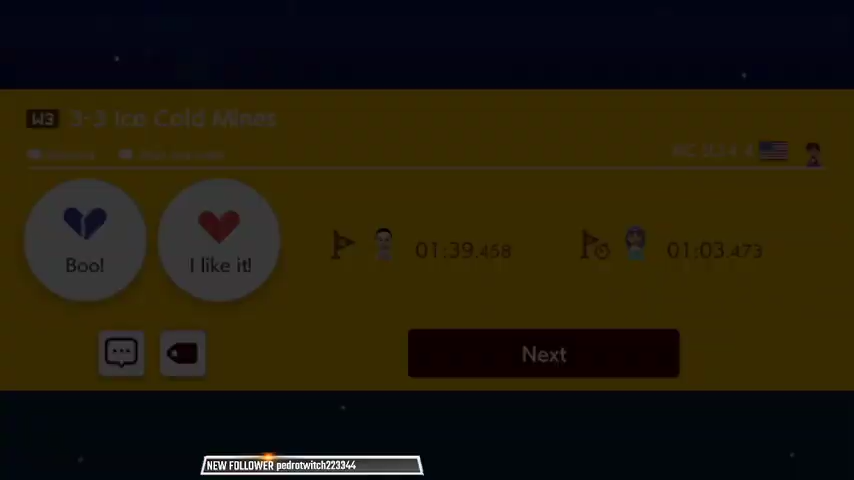 W3 3-3 Ice Cold Mines
Boo!
I like it!
01:39.458
01:03.473
Next
NEW FOLLOWER pedrotwitch223344